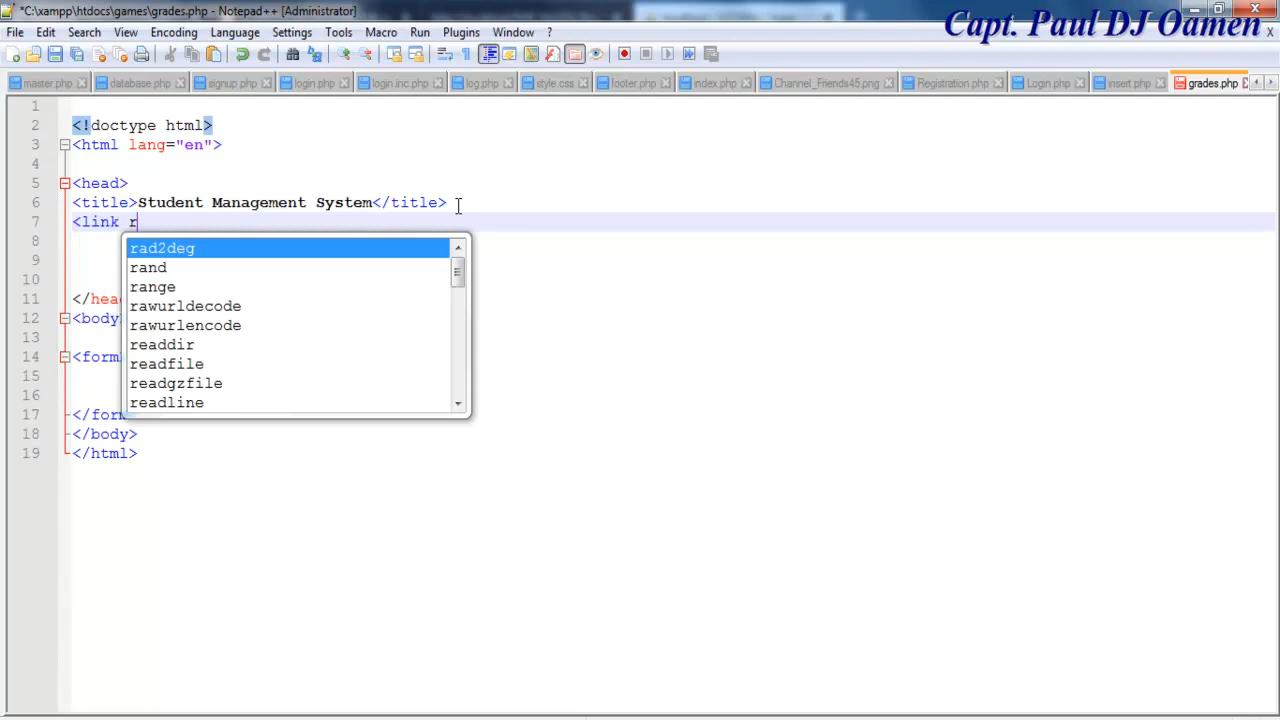 *C:\xampp\htdocs\games\grades.php - Notepad++ [Administrator]
Capt. Paul DJ Oamen
File Edit Search View Encoding Language Settings Tools Macro Run Plugins Window ? X
master.php database.php signup.php login.php login.inc.php log.php style.css footer.php index.php Channel_Friends45.png Registration.php Login.php insert.php grades.php
1
2 <!doctype html>
3 <html lang="en">
4
5 <head>
6 <title>Student Management System</title>
7 <link r
8 rad2deg
rand
9 range
10 rawurldecode
11 </hea
rawurlencode
12 <body
13 readdir
14 <form
readfile
15 readgzfile
16 readline
17 </for
18 </body>
19 </html>